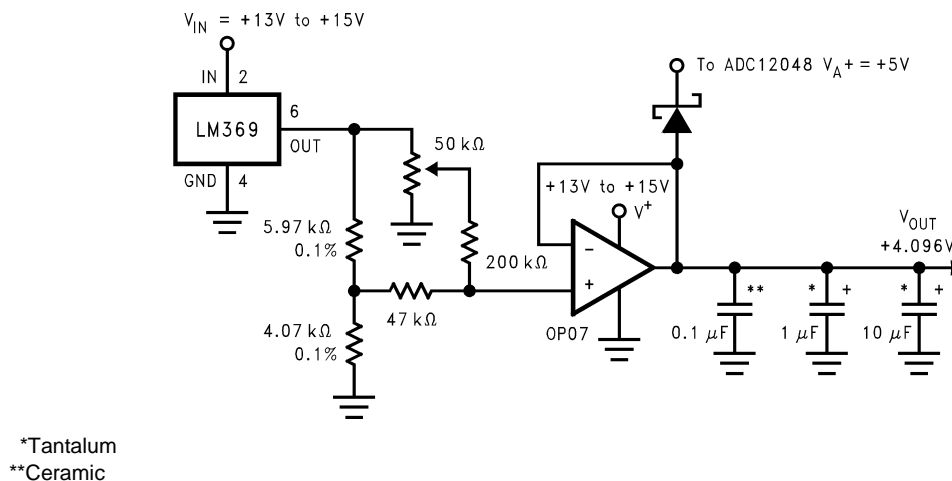 V_IN = +13V to +15V
IN 2
LM369
6
OUT
GND 4
50 kΩ
5.97 kΩ
0.1%
200 kΩ
47 kΩ
4.07 kΩ
0.1%
To ADC12048 V_A+ = +5V
+13V to +15V
V+
−
+
OP07
V_OUT
+4.096V
** * + * +
0.1 μF 1 μF 10 μF
*Tantalum
**Ceramic